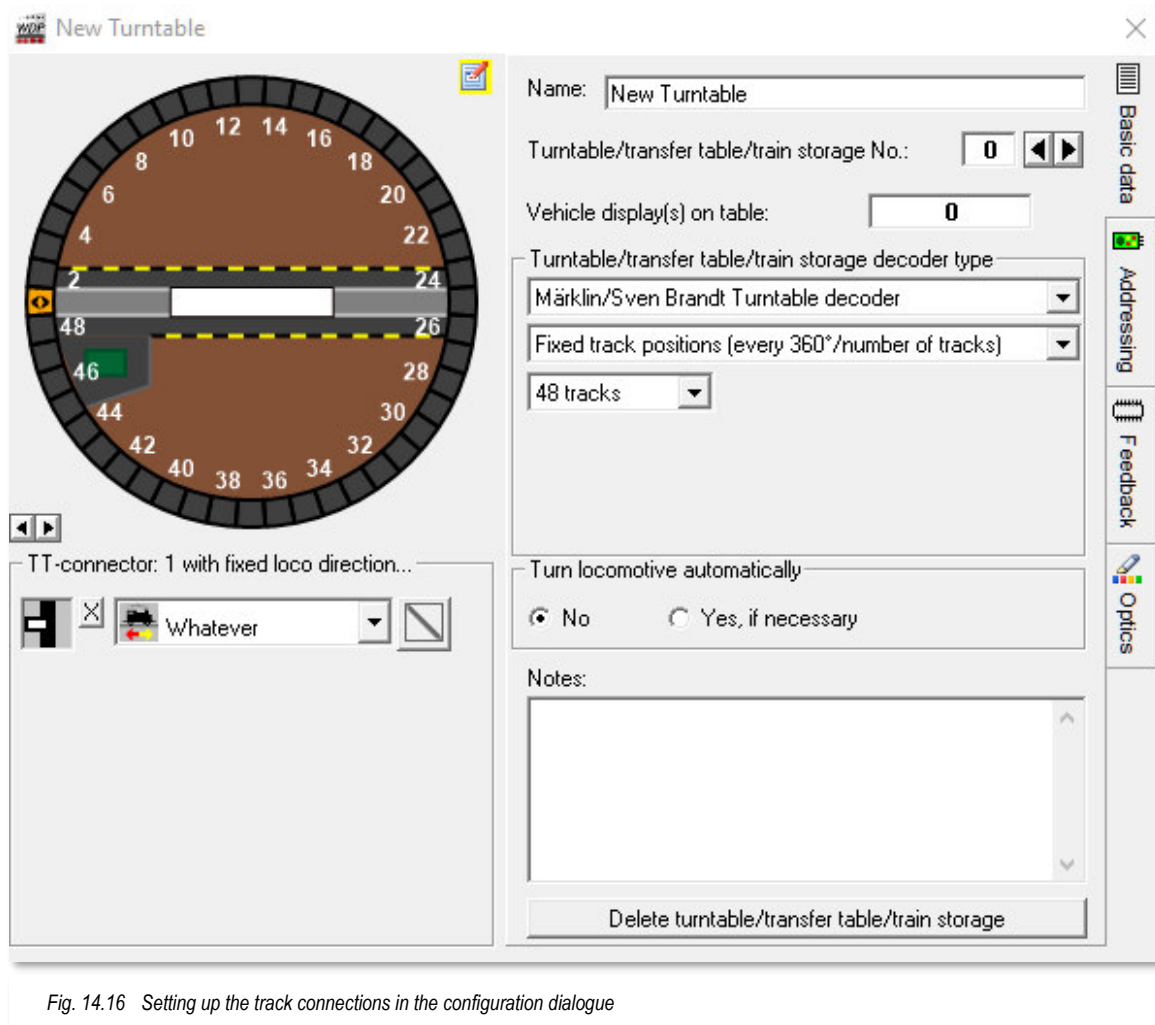 WDP New Turntable
2
4
6
8
10
12
14
16
18
20
22
24
26
28
30
32
34
36
38
40
42
44
46
48
TT-connector: 1 with fixed loco direction...
X Whatever
Name: New Turntable
Turntable/transfer table/train storage No.: 0
Vehicle display(s) on table: 0
Turntable/transfer table/train storage decoder type
Märklin/Sven Brandt Turntable decoder
Fixed track positions (every 360°/number of tracks)
48 tracks
Turn locomotive automatically
No Yes, if necessary
Notes:
Delete turntable/transfer table/train storage
Basic data
Addressing
Feedback
Optics
Fig. 14.16 Setting up the track connections in the configuration dialogue